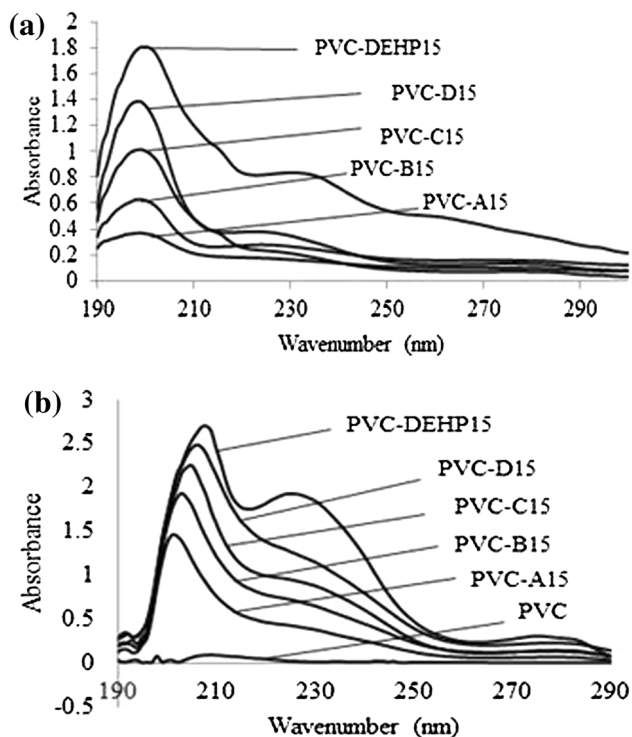 (a)
2
1.8
1.6
1.4
1.2
1
0.8
0.6
0.4
0.2
0
Absorbance
PVC-DEHP15
PVC-D15
PVC-C15
PVC-B15
PVC-A15
190 210 230 250 270 290
Wavenumber (nm)
(b)
3
2.5
2
1.5
1
0.5
0
-0.5
Absorbance
PVC-DEHP15
PVC-D15
PVC-C15
PVC-B15
PVC-A15
PVC
190 210 230 250 270 290
Wavenumber (nm)